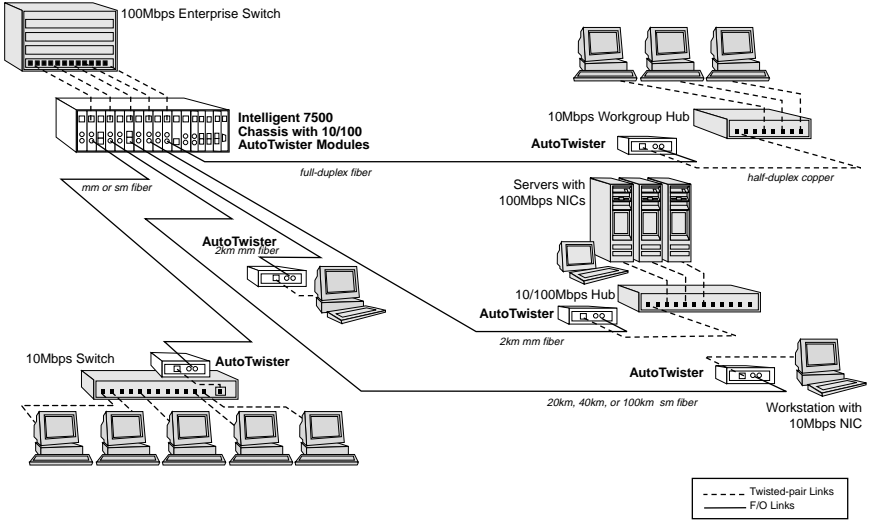 100Mbps Enterprise Switch
Intelligent 7500
Chassis with 10/100
AutoTwister Modules
10Mbps Workgroup Hub
AutoTwister
full-duplex fiber
half-duplex copper
mm or sm fiber
Servers with
100Mbps NICs
AutoTwister
2km mm fiber
10/100Mbps Hub
AutoTwister
2km mm fiber
10Mbps Switch
AutoTwister
AutoTwister
20km, 40km, or 100km sm fiber
Workstation with
10Mbps NIC
Twisted-pair Links
F/O Links